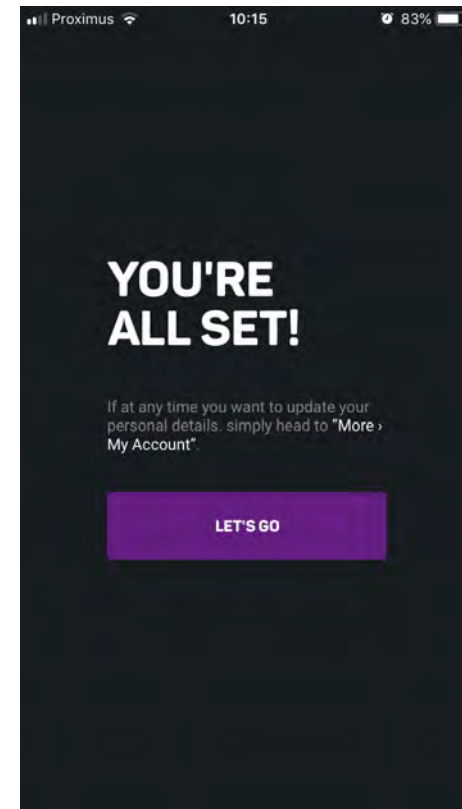 Proximus 10:15 83%
YOU'RE
ALL SET!
If at any time you want to update your
personal details. simply head to "More ›
My Account".
LET'S GO